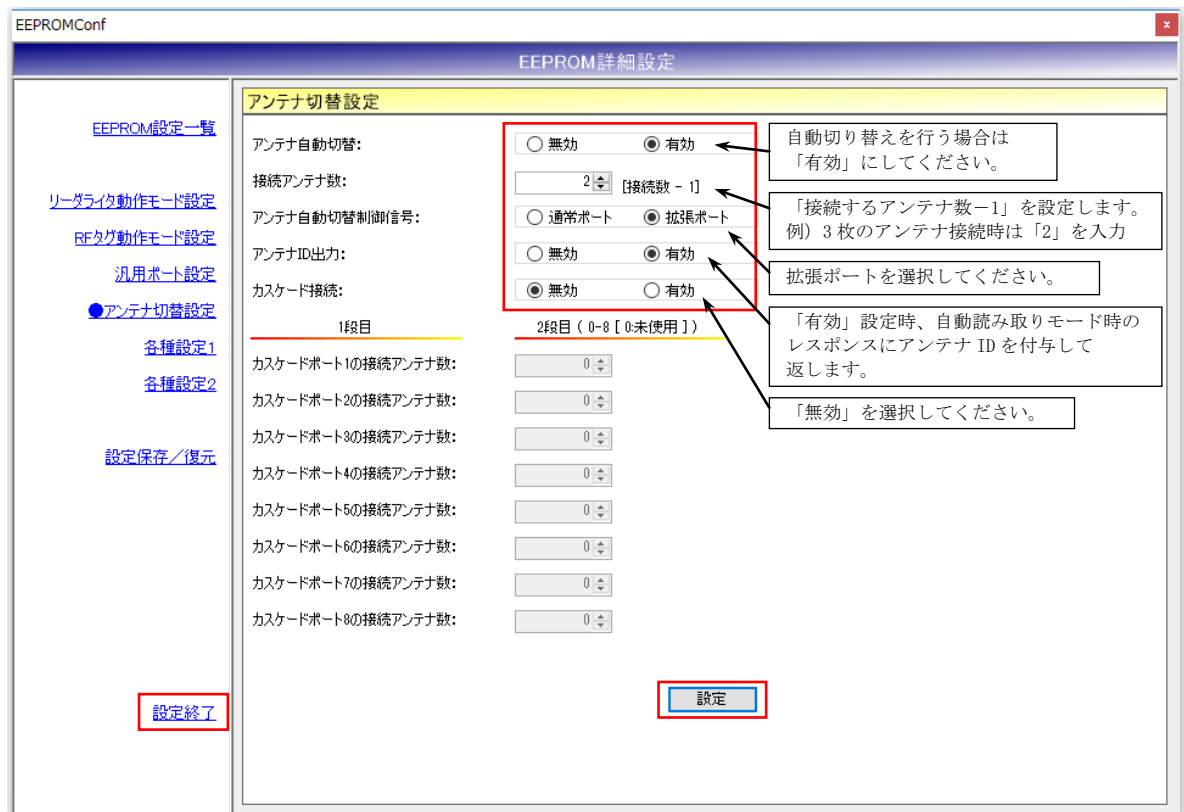 EEPROMConf
x
EEPROM詳細設定
EEPROM設定一覧
リーダライタ動作モード設定
RFタグ動作モード設定
汎用ポート設定
●アンテナ切替設定
各種設定1
各種設定2
設定保存／復元
設定終了
アンテナ切替設定
アンテナ自動切替: 無効 有効
接続アンテナ数: 2 [接続数 - 1]
アンテナ自動切替制御信号: 通常ポート 拡張ポート
アンテナID出力: 無効 有効
カスケード接続: 無効 有効
自動切り替えを行う場合は
「有効」にしてください。
「接続するアンテナ数－1」を設定します。
例）3 枚のアンテナ接続時は「2」を入力
拡張ポートを選択してください。
「有効」設定時、自動読み取りモード時の
レスポンスにアンテナ ID を付与して
返します。
「無効」を選択してください。
1段目 2段目 ( 0-8 [ 0:未使用 ] )
カスケードポート1の接続アンテナ数: 0
カスケードポート2の接続アンテナ数: 0
カスケードポート3の接続アンテナ数: 0
カスケードポート4の接続アンテナ数: 0
カスケードポート5の接続アンテナ数: 0
カスケードポート6の接続アンテナ数: 0
カスケードポート7の接続アンテナ数: 0
カスケードポート8の接続アンテナ数: 0
設定